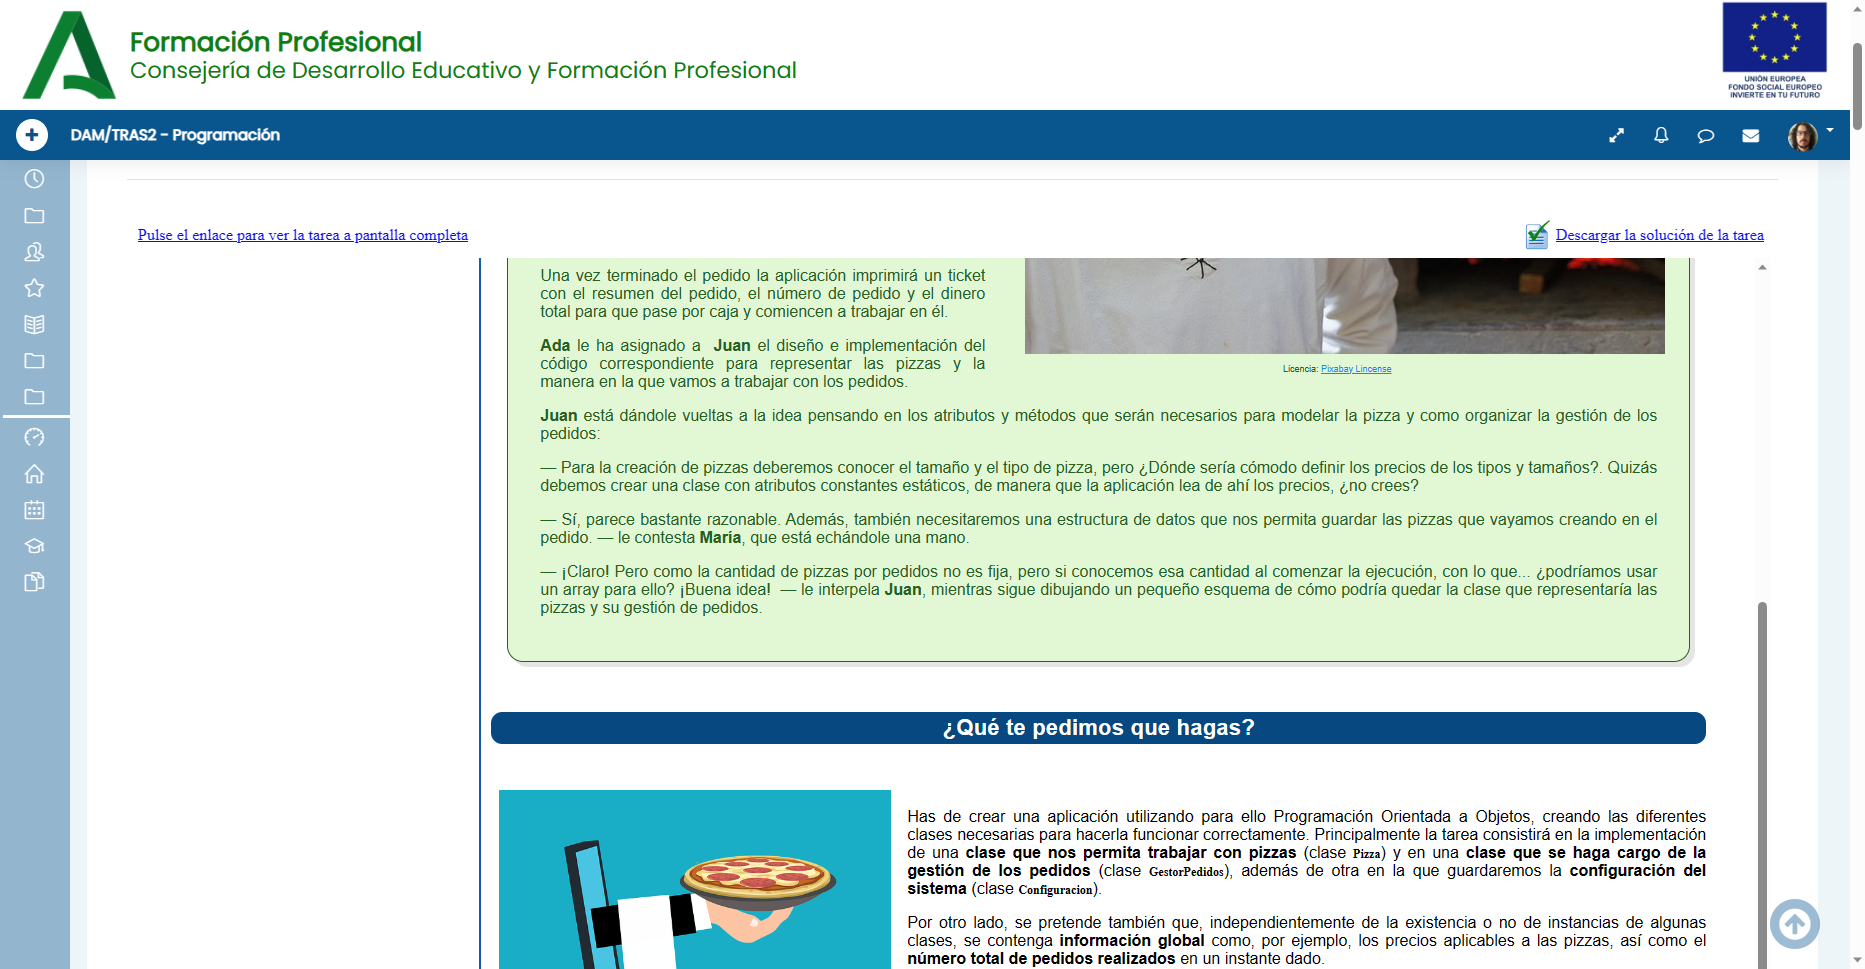 Formación Profesional
Consejería de Desarrollo Educativo y Formación Profesional
UNIÓN EUROPEA
FONDO SOCIAL EUROPEO
INVIERTE EN TU FUTURO
DAM/TRAS2 - Programación
Pulse el enlace para ver la tarea a pantalla completa
Descargar la solución de la tarea
Una vez terminado el pedido la aplicación imprimirá un ticket
con el resumen del pedido, el número de pedido y el dinero
total para que pase por caja y comiencen a trabajar en él.
Ada le ha asignado a Juan el diseño e implementación del
código correspondiente para representar las pizzas y la
manera en la que vamos a trabajar con los pedidos.
Licencia: Pixabay Lincense
Juan está dándole vueltas a la idea pensando en los atributos y métodos que serán necesarios para modelar la pizza y como organizar la gestión de los
pedidos:
— Para la creación de pizzas deberemos conocer el tamaño y el tipo de pizza, pero ¿Dónde sería cómodo definir los precios de los tipos y tamaños?. Quizás
debemos crear una clase con atributos constantes estáticos, de manera que la aplicación lea de ahí los precios, ¿no crees?
— Sí, parece bastante razonable. Además, también necesitaremos una estructura de datos que nos permita guardar las pizzas que vayamos creando en el
pedido. — le contesta María, que está echándole una mano.
— ¡Claro! Pero como la cantidad de pizzas por pedidos no es fija, pero si conocemos esa cantidad al comenzar la ejecución, con lo que... ¿podríamos usar
un array para ello? ¡Buena idea! — le interpela Juan, mientras sigue dibujando un pequeño esquema de cómo podría quedar la clase que representaría las
pizzas y su gestión de pedidos.
¿Qué te pedimos que hagas?
Has de crear una aplicación utilizando para ello Programación Orientada a Objetos, creando las diferentes
clases necesarias para hacerla funcionar correctamente. Principalmente la tarea consistirá en la implementación
de una clase que nos permita trabajar con pizzas (clase Pizza) y en una clase que se haga cargo de la
gestión de los pedidos (clase GestorPedidos), además de otra en la que guardaremos la configuración del
sistema (clase Configuracion).
Por otro lado, se pretende también que, independientemente de la existencia o no de instancias de algunas
clases, se contenga información global como, por ejemplo, los precios aplicables a las pizzas, así como el
número total de pedidos realizados en un instante dado.